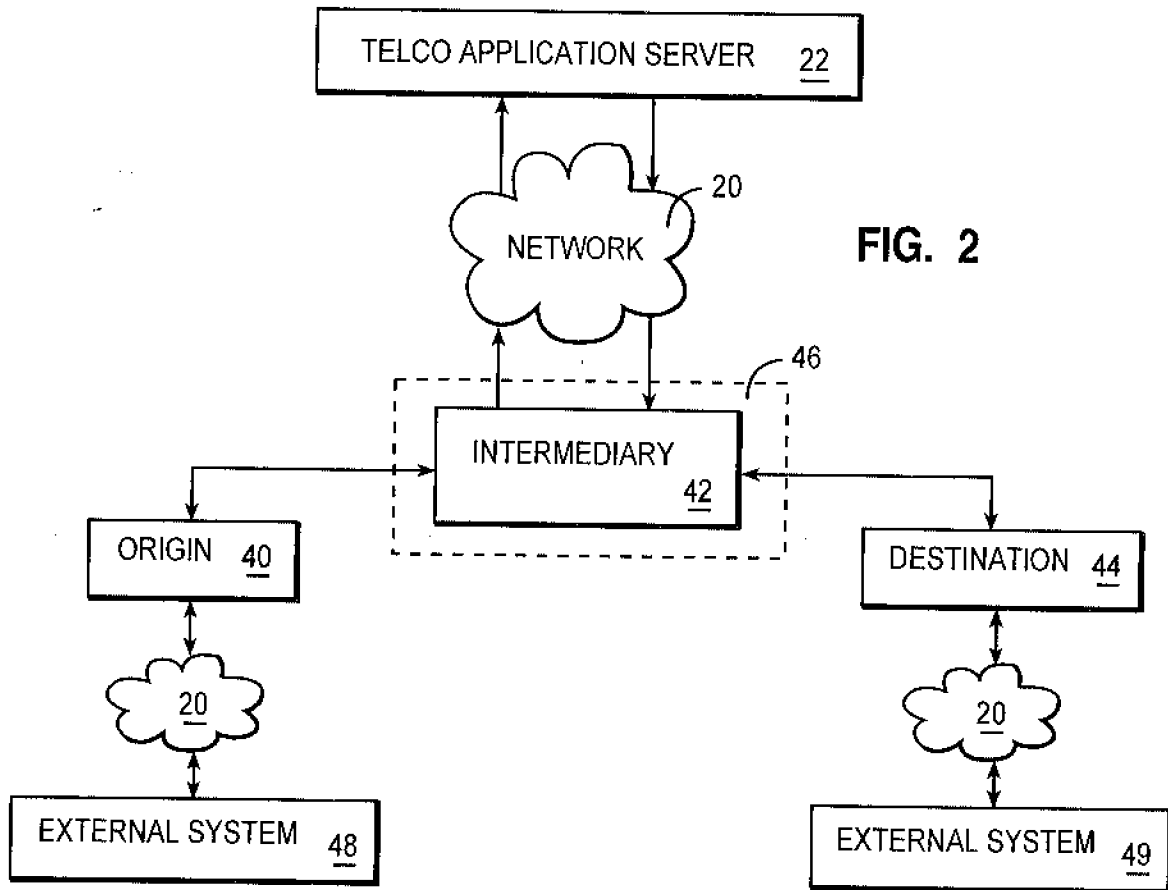 TELCO APPLICATION SERVER 22
20
NETWORK
FIG. 2
46
INTERMEDIARY
42
ORIGIN 40
DESTINATION 44
20
20
EXTERNAL SYSTEM 48
EXTERNAL SYSTEM 49